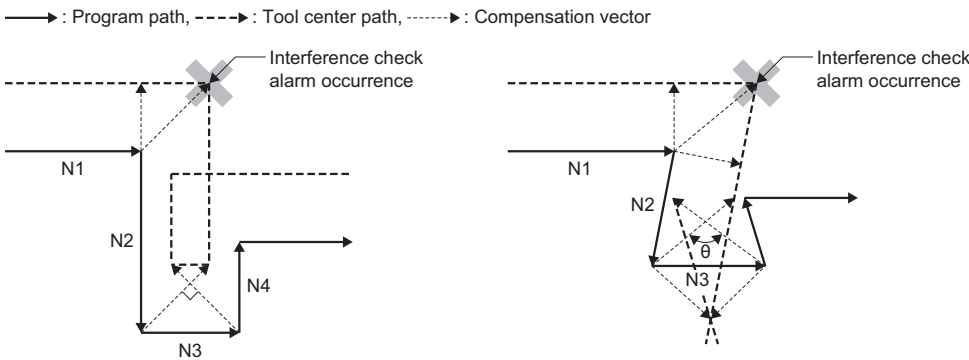 : Program path, : Tool center path, : Compensation vector
Interference check
alarm occurrence
N1
N2
N4
N3
Interference check
alarm occurrence
N1
N2
θ
N3